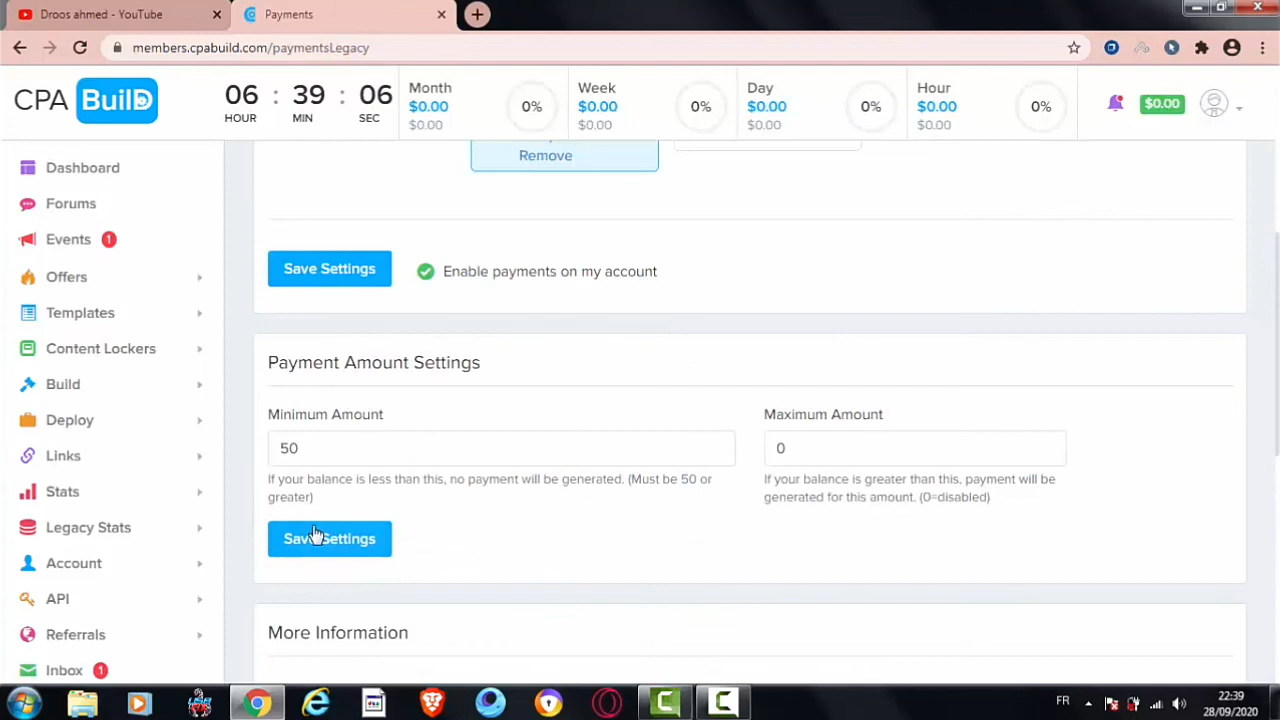 Droos ahmed - YouTube
Payments
members.cpabuild.com/paymentsLegacy
CPA BuilD
06 : 39 : 06
HOUR MIN SEC
Month
$0.00
$0.00
0%
Week
$0.00
$0.00
0%
Day
$0.00
$0.00
0%
Hour
$0.00
$0.00
0%
$0.00
Dashboard
Forums
Events 1
Offers
Templates
Content Lockers
Build
Deploy
Links
Stats
Legacy Stats
Account
API
Referrals
Inbox 1
Remove
Save Settings
Enable payments on my account
Payment Amount Settings
Minimum Amount
50
If your balance is less than this, no payment will be generated. (Must be 50 or
greater)
Maximum Amount
0
If your balance is greater than this, payment will be
generated for this amount. (0=disabled)
Save Settings
More Information
FR
22:39
28/09/2020